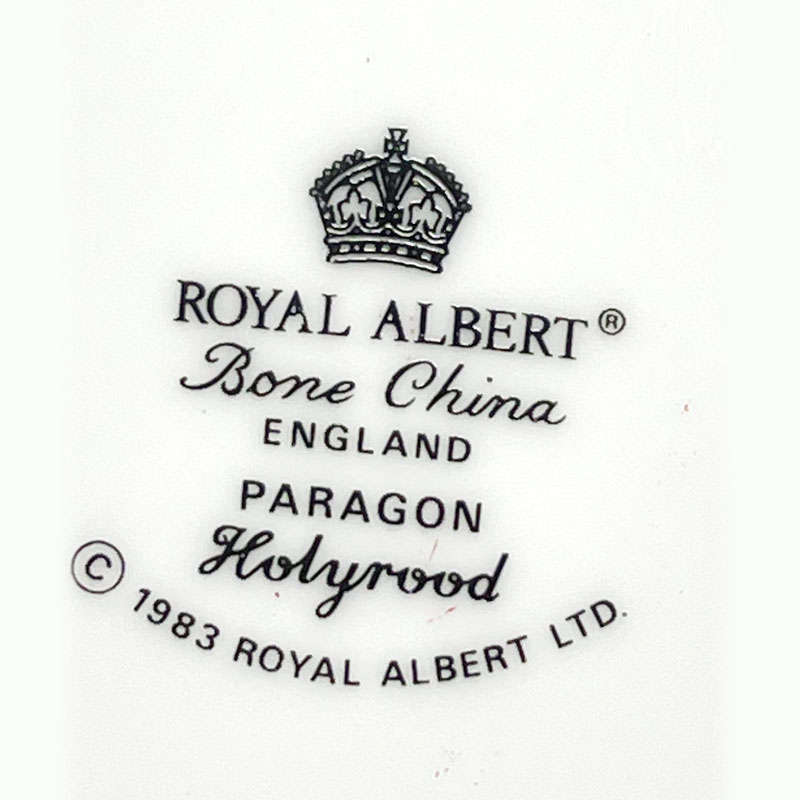 ROYAL ALBERT®
Bone China
ENGLAND
PARAGON
Holyrood
© 1983 ROYAL ALBERT LTD.